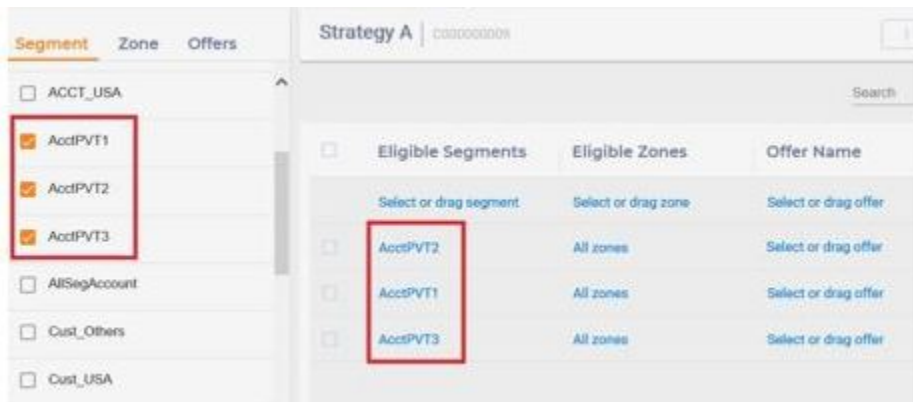 Segment Zone Offers
ACCT_USA
AcctPVT1
AcctPVT2
AcctPVT3
AllSegAccount
Cust_Others
Cust_USA
Strategy A |
Search
Eligible Segments Eligible Zones Offer Name
Select or drag segment Select or drag zone Select or drag offer
AcctPVT2 All zones Select or drag offer
AcctPVT1 All zones Select or drag offer
AcctPVT3 All zones Select or drag offer